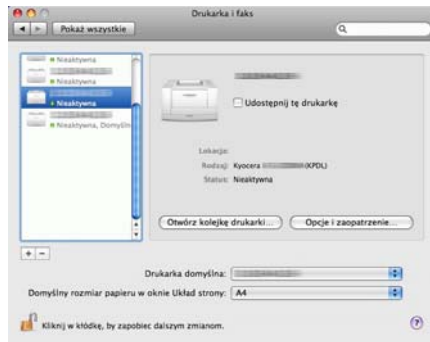 Drukarka i faks
Pokaż wszystkie
Nieaktywna
Nieaktywna
Nieaktywna
Nieaktywna, Domyśln
Udostępnij tę drukarkę
Lokacja:
Rodzaj: Kyocera (KPDL)
Status: Nieaktywna
Otwórz kolejkę drukarki...
Opcje i zaopatrzenie...
+ -
Drukarka domyślna:
Domyślny rozmiar papieru w oknie Układ strony: A4
Kliknij w kłódkę, by zapobiec dalszym zmianom.
?